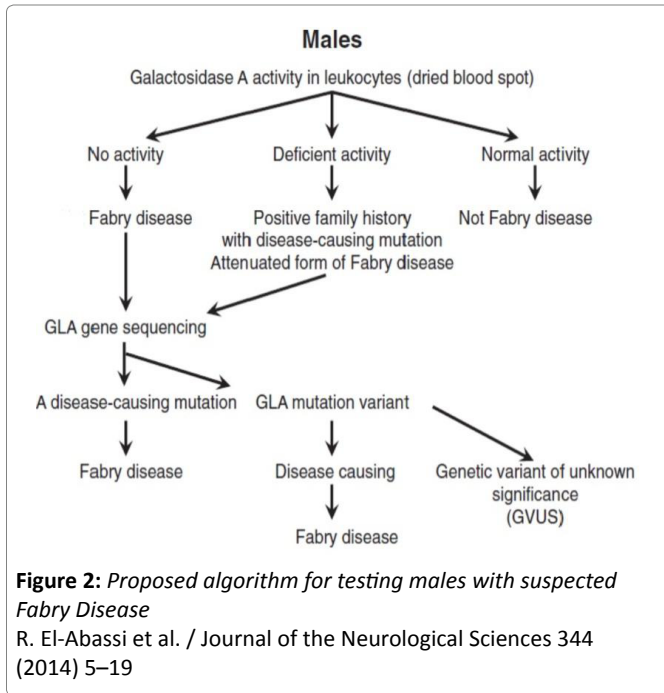 Males
Galactosidase A activity in leukocytes (dried blood spot)
No activity
Deficient activity
Normal activity
Fabry disease
Positive family history
with disease-causing mutation
Attenuated form of Fabry disease
Not Fabry disease
GLA gene sequencing
A disease-causing mutation
GLA mutation variant
Fabry disease
Disease causing
Genetic variant of unknown
significance
(GVUS)
Fabry disease
Figure 2: Proposed algorithm for testing males with suspected
Fabry Disease
R. El-Abassi et al. / Journal of the Neurological Sciences 344
(2014) 5–19